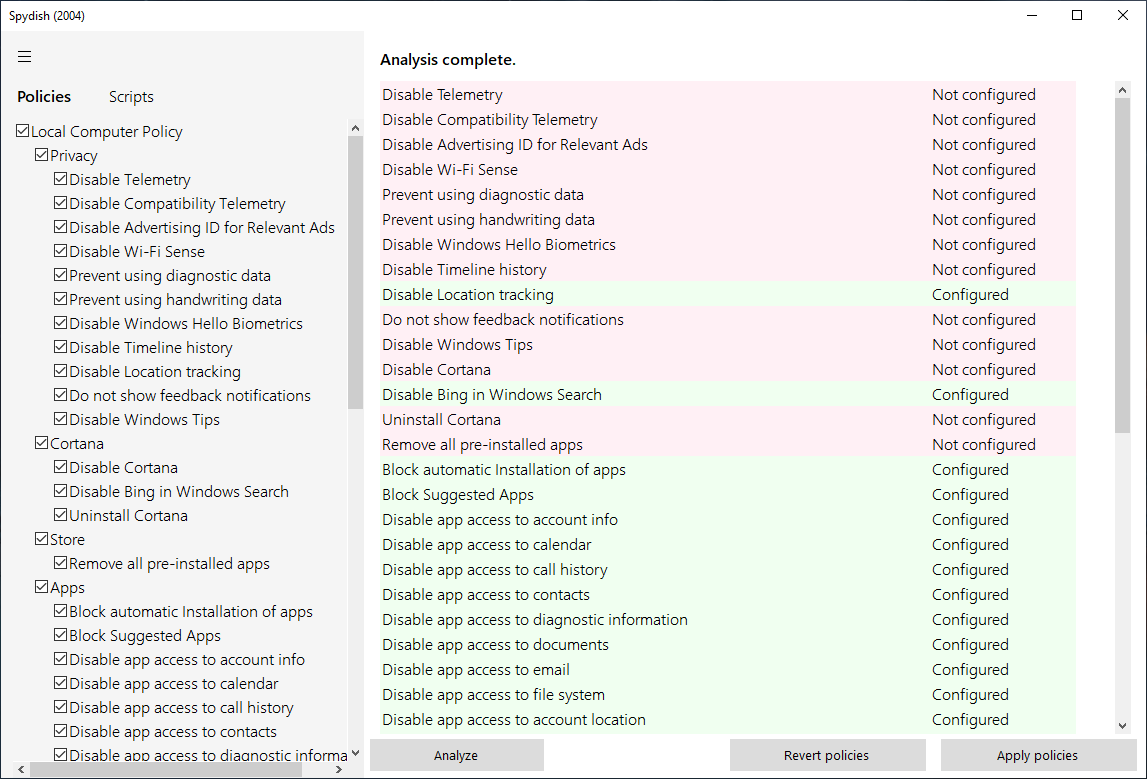 Spydish (2004)
Policies Scripts
Local Computer Policy
Privacy
Disable Telemetry
Disable Compatibility Telemetry
Disable Advertising ID for Relevant Ads
Disable Wi-Fi Sense
Prevent using diagnostic data
Prevent using handwriting data
Disable Windows Hello Biometrics
Disable Timeline history
Disable Location tracking
Do not show feedback notifications
Disable Windows Tips
Cortana
Disable Cortana
Disable Bing in Windows Search
Uninstall Cortana
Store
Remove all pre-installed apps
Apps
Block automatic Installation of apps
Block Suggested Apps
Disable app access to account info
Disable app access to calendar
Disable app access to call history
Disable app access to contacts
Disable app access to diagnostic informa
Analysis complete.
Disable Telemetry Not configured
Disable Compatibility Telemetry Not configured
Disable Advertising ID for Relevant Ads Not configured
Disable Wi-Fi Sense Not configured
Prevent using diagnostic data Not configured
Prevent using handwriting data Not configured
Disable Windows Hello Biometrics Not configured
Disable Timeline history Not configured
Disable Location tracking Configured
Do not show feedback notifications Not configured
Disable Windows Tips Not configured
Disable Cortana Not configured
Disable Bing in Windows Search Configured
Uninstall Cortana Not configured
Remove all pre-installed apps Not configured
Block automatic Installation of apps Configured
Block Suggested Apps Configured
Disable app access to account info Configured
Disable app access to calendar Configured
Disable app access to call history Configured
Disable app access to contacts Configured
Disable app access to diagnostic information Configured
Disable app access to documents Configured
Disable app access to email Configured
Disable app access to file system Configured
Disable app access to account location Configured
Analyze Revert policies Apply policies